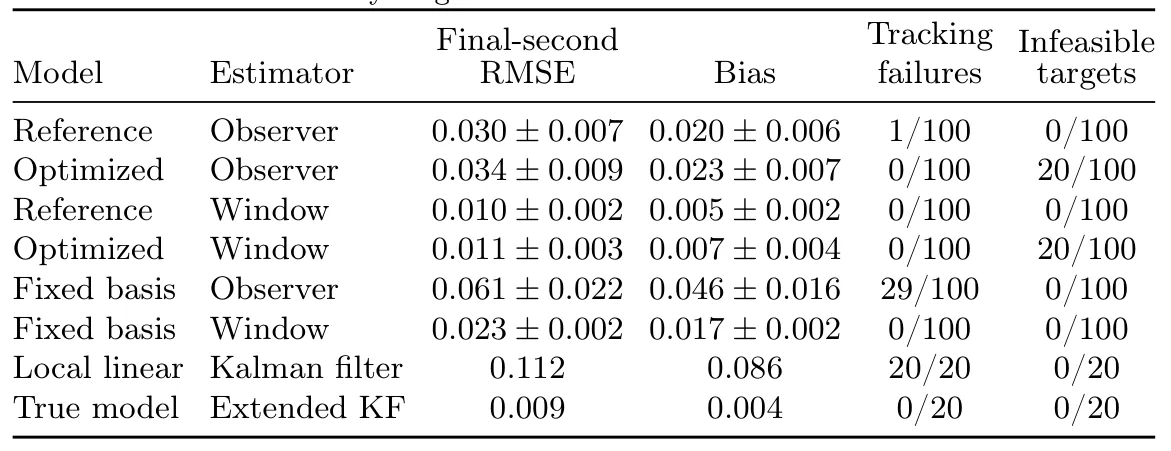 Final-second Tracking Infeasible
Model Estimator RMSE Bias failures targets
Reference Observer 0.030 ± 0.007 0.020 ± 0.006 1/100 0/100
Optimized Observer 0.034 ± 0.009 0.023 ± 0.007 0/100 20/100
Reference Window 0.010 ± 0.002 0.005 ± 0.002 0/100 0/100
Optimized Window 0.011 ± 0.003 0.007 ± 0.004 0/100 20/100
Fixed basis Observer 0.061 ± 0.022 0.046 ± 0.016 29/100 0/100
Fixed basis Window 0.023 ± 0.002 0.017 ± 0.002 0/100 0/100
Local linear Kalman filter 0.112 0.086 20/20 0/20
True model Extended KF 0.009 0.004 0/20 0/20